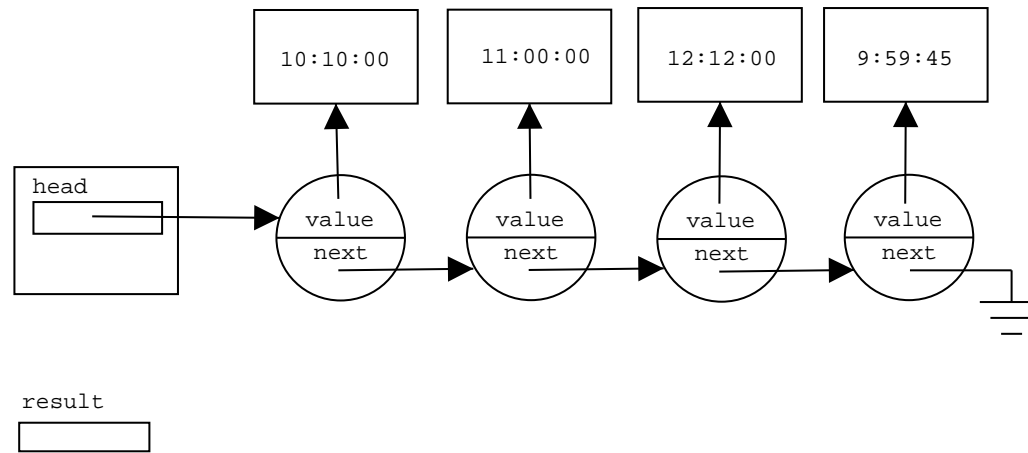 10:10:00
11:00:00
12:12:00
9:59:45
head
value
value
value
value
next
next
next
next
result